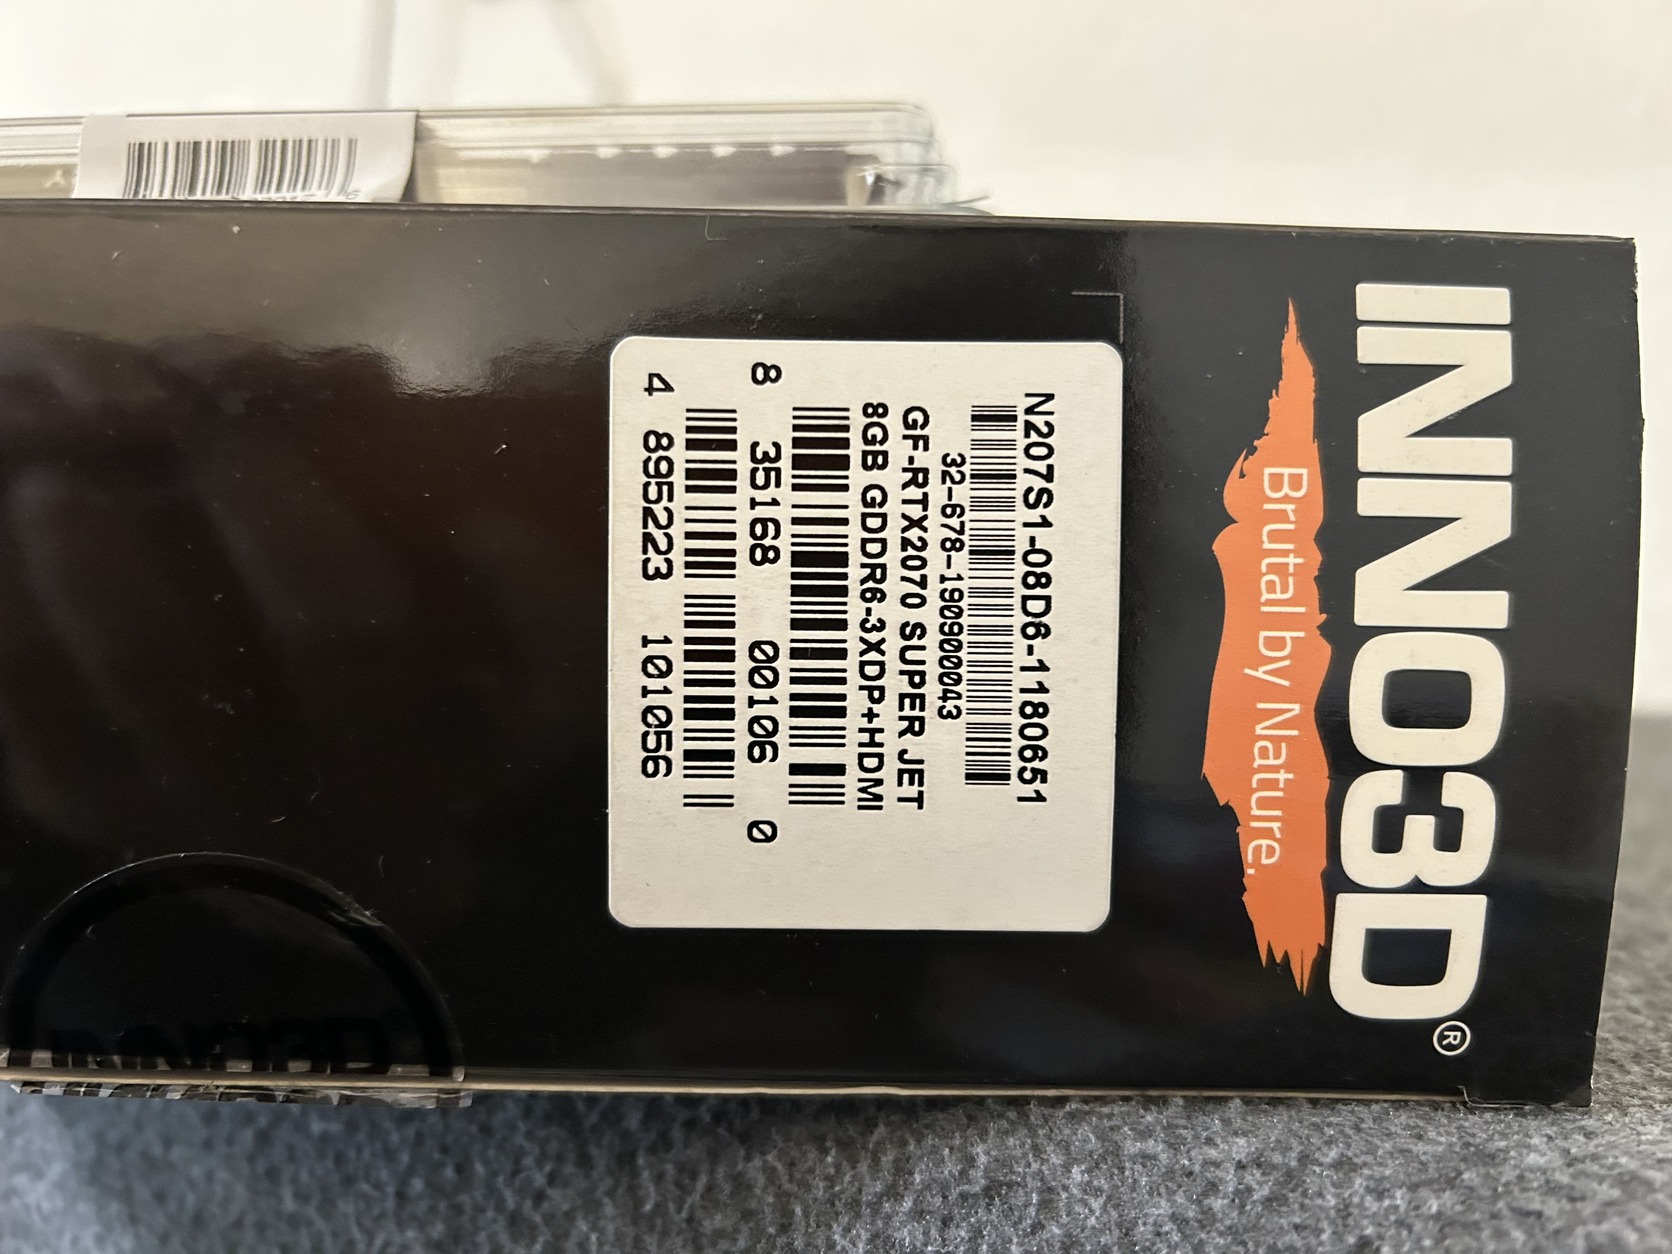 INNO3D®
Brutal by Nature.
N207S1-08D6-1180651
32-678-190900043
GF-RTX2070 SUPER JET
8GB GDDR6-3XDP+HDMI
8 35168 00106 0
4 895223 101056
INNO3D